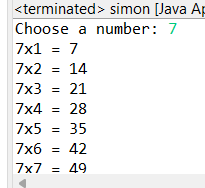 <terminated> simon [Java Ap
Choose a number: 7
7x1 = 7
7x2 = 14
7x3 = 21
7x4 = 28
7x5 = 35
7x6 = 42
7x7 = 49